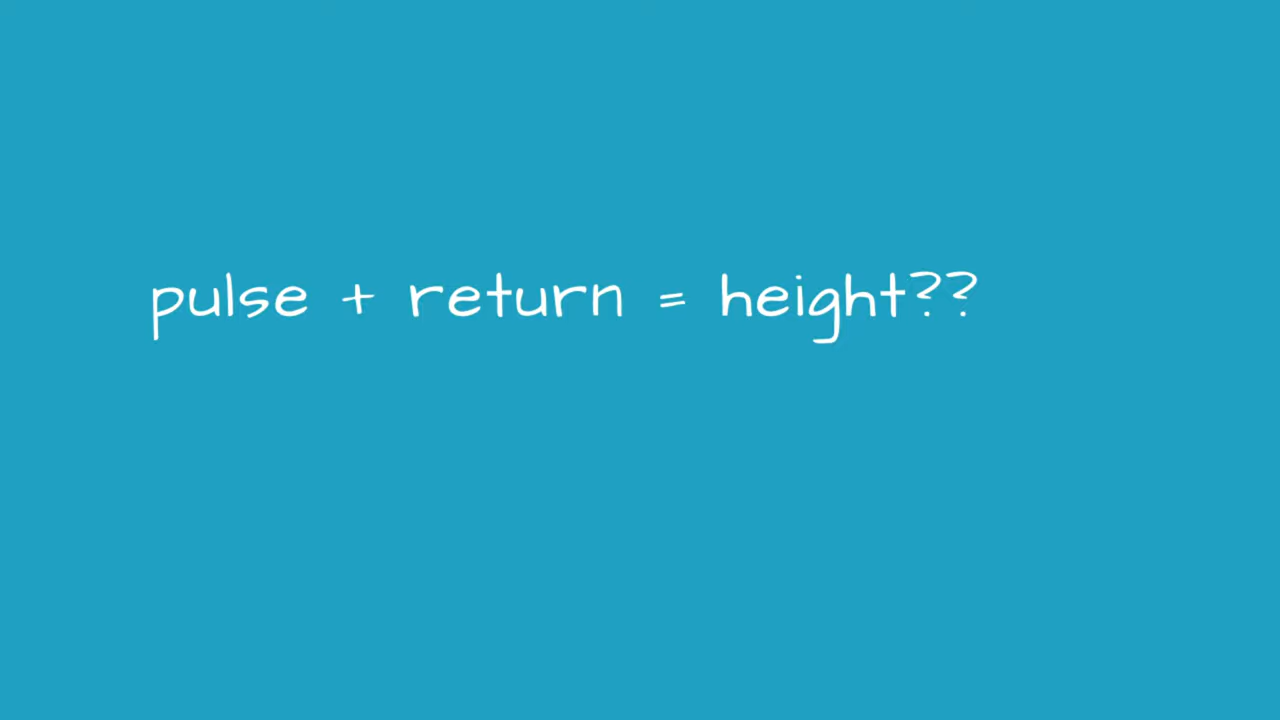 pulse + return = height??